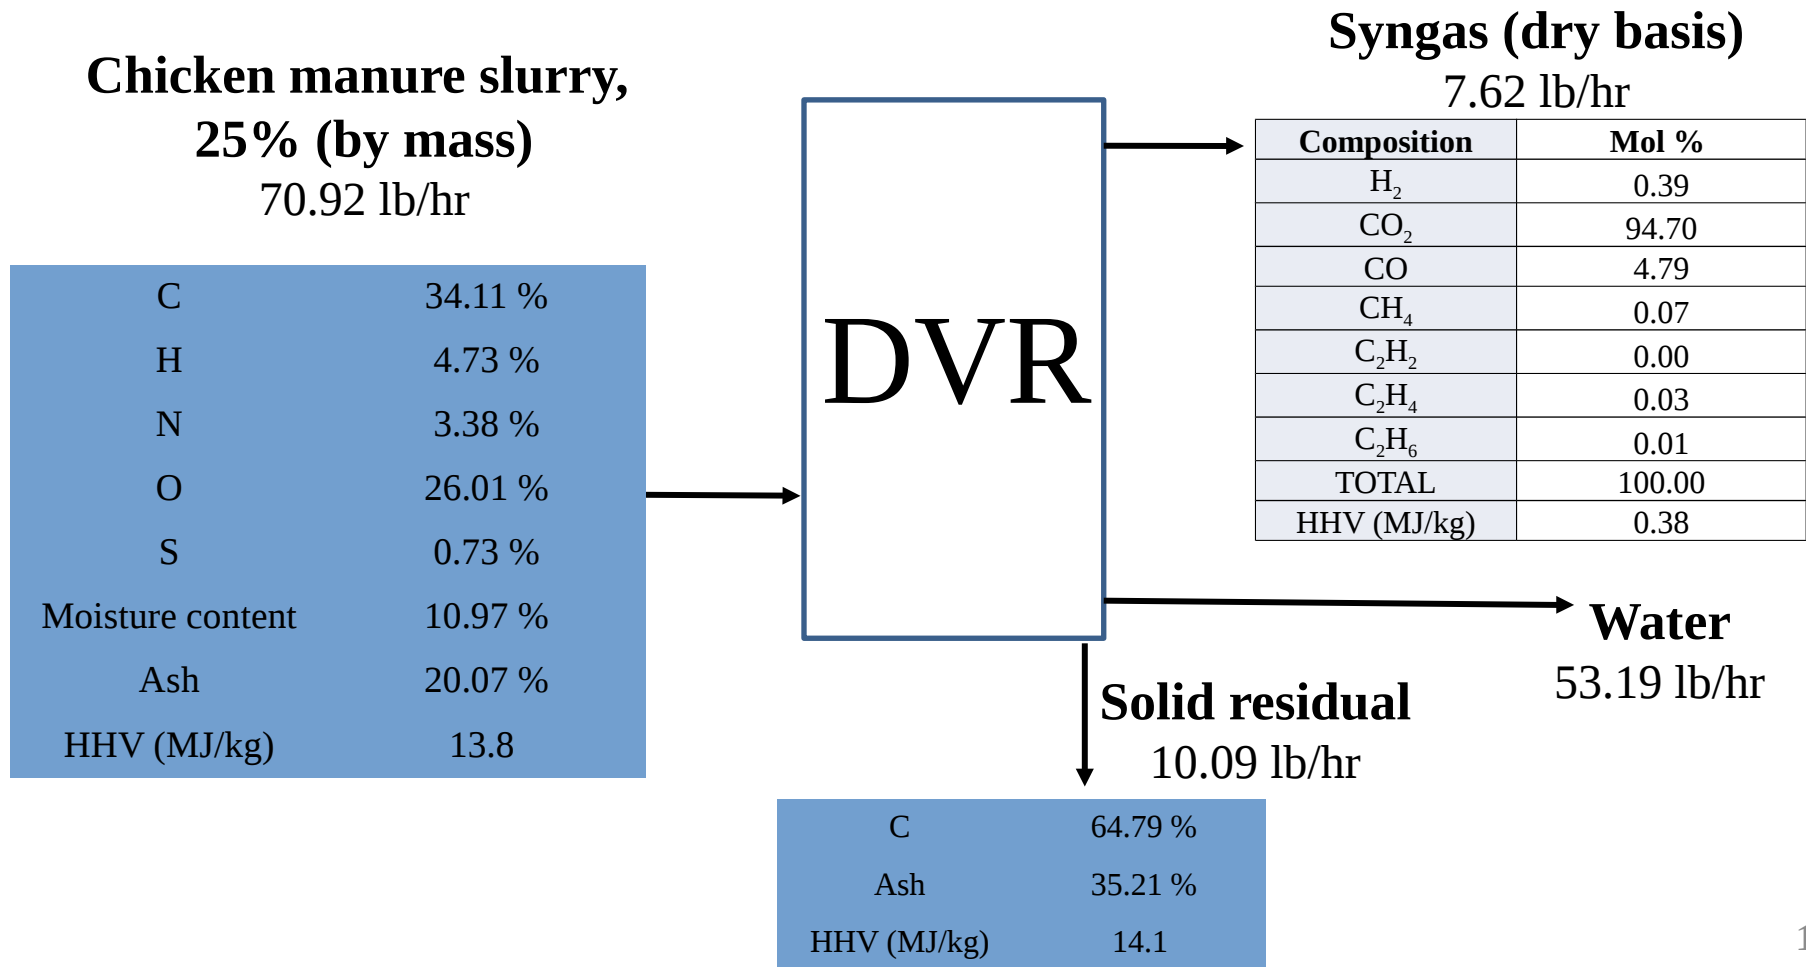 Chicken manure slurry,
25% (by mass)
70.92 lb/hr
C 34.11 %
H 4.73 %
N 3.38 %
O 26.01 %
S 0.73 %
Moisture content 10.97 %
Ash 20.07 %
HHV (MJ/kg) 13.8
DVR
Syngas (dry basis)
7.62 lb/hr
Composition Mol %
H2 0.39
CO2 94.70
CO 4.79
CH4 0.07
C2H2 0.00
C2H4 0.03
C2H6 0.01
TOTAL 100.00
HHV (MJ/kg) 0.38
Water
53.19 lb/hr
Solid residual
10.09 lb/hr
C 64.79 %
Ash 35.21 %
HHV (MJ/kg) 14.1